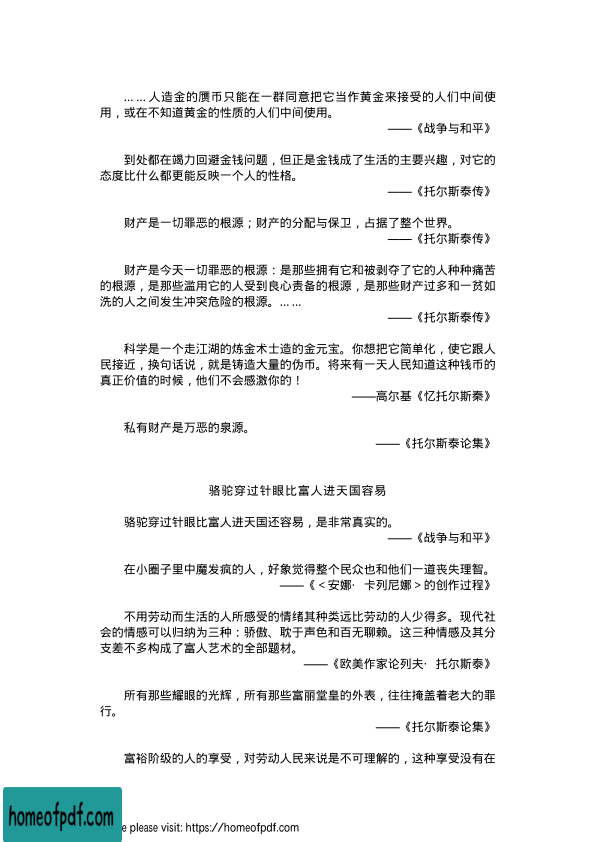 ……人造金的赝币只能在一群同意把它当作黄金来接受的人们中间使
用，或在不知道黄金的性质的人们中间使用。
——《战争与和平》
到处都在竭力回避金钱问题，但正是金钱成了生活的主要兴趣，对它的
态度比什么都更能反映一个人的性格。
——《托尔斯泰传》
财产是一切罪恶的根源；财产的分配与保卫，占据了整个世界。
——《托尔斯泰传》
财产是今天一切罪恶的根源：是那些拥有它和被剥夺了它的人种种痛苦
的根源，是那些滥用它的人受到良心责备的根源，是那些财产过多和一贫如
洗的人之间发生冲突危险的根源。……
——《托尔斯泰传》
科学是一个走江湖的炼金术士造的金元宝。你想把它简单化，使它跟人
民接近，换句话说，就是铸造大量的伪币。将来有一天人民知道这种钱币的
真正价值的时候，他们不会感激你的！
——高尔基《忆托尔斯秦》
私有财产是万恶的泉源。
——《托尔斯泰论集》
骆驼穿过针眼比富人进天国容易
骆驼穿过针眼比富人进天国还容易，是非常真实的。
——《战争与和平》
在小圈子里中魔发疯的人，好象觉得整个民众也和他们一道丧失理智。
——《＜安娜·卡列尼娜＞的创作过程》
不用劳动而生活的人所感受的情绪其种类远比劳动的人少得多。现代社
会的情感可以归纳为三种：骄傲、耽于声色和百无聊赖。这三种情感及其分
支差不多构成了富人艺术的全部题材。
——《欧美作家论列夫·托尔斯泰》
所有那些耀眼的光辉，所有那些富丽堂皇的外表，往往掩盖着老大的罪
行。
——《托尔斯泰论集》
富裕阶级的人的享受，对劳动人民来说是不可理解的，这种享受没有在
homeofpdf.com
e please visit: https://homeofpdf.com